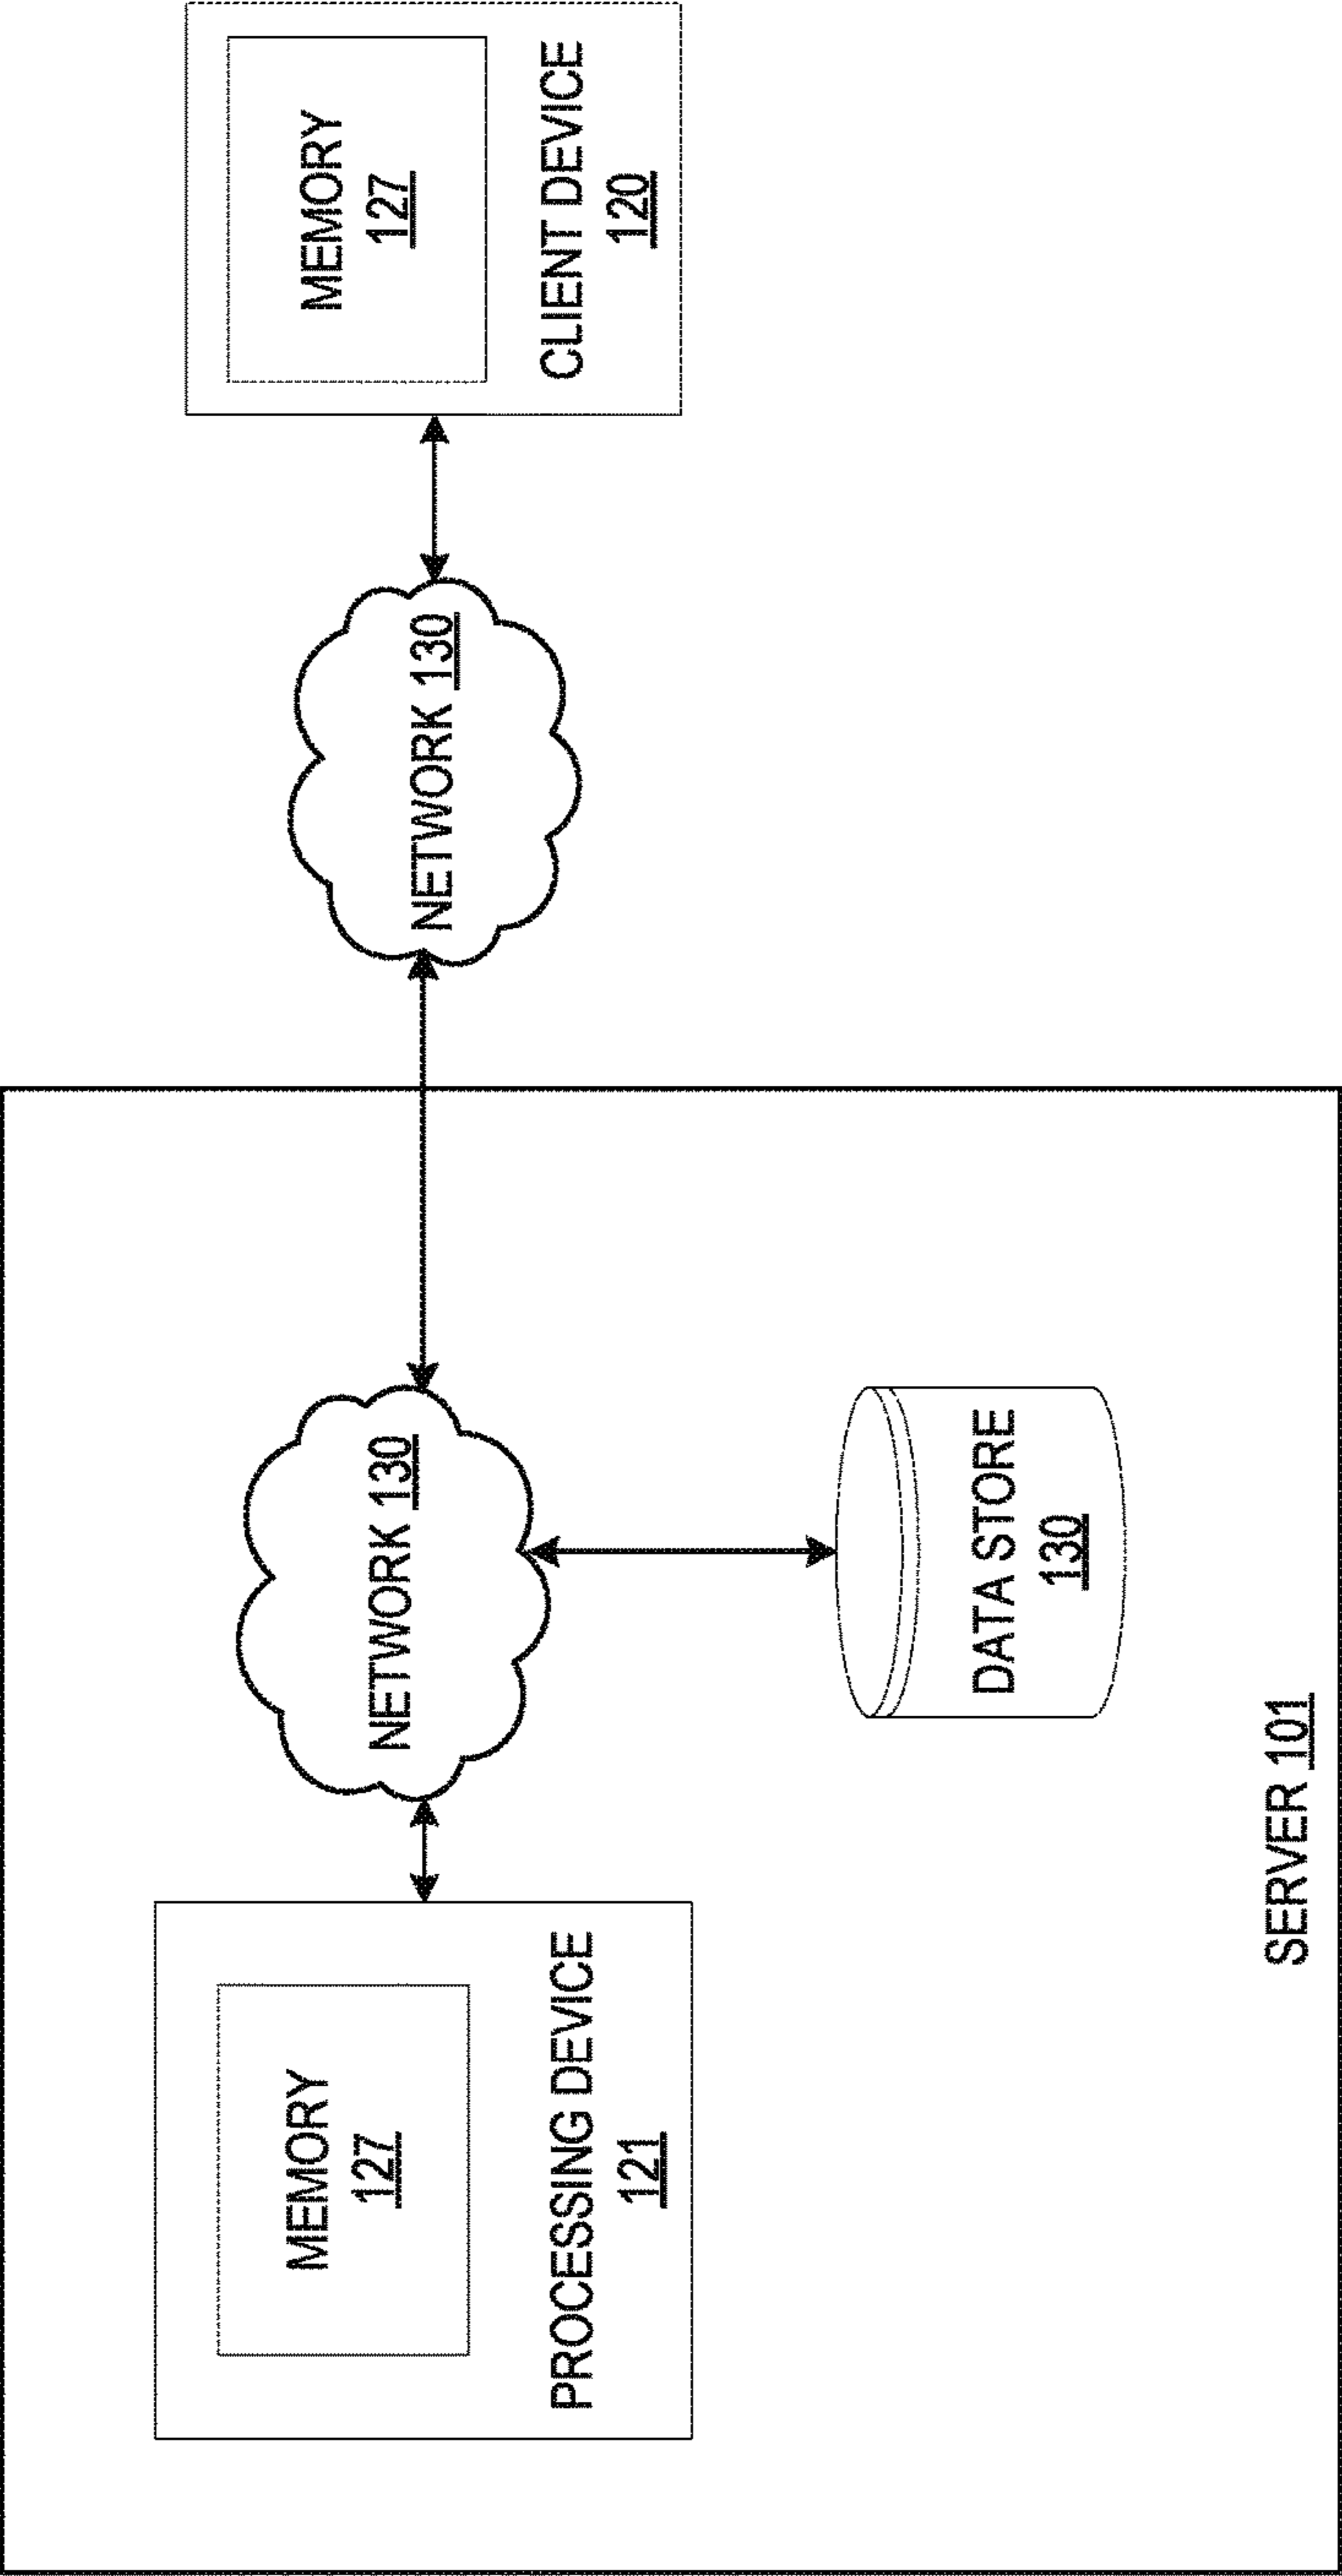 MEMORY
127
PROCESSING DEVICE
121
NETWORK 130
DATA STORE
130
SERVER 101
NETWORK 130
MEMORY
127
CLIENT DEVICE
120